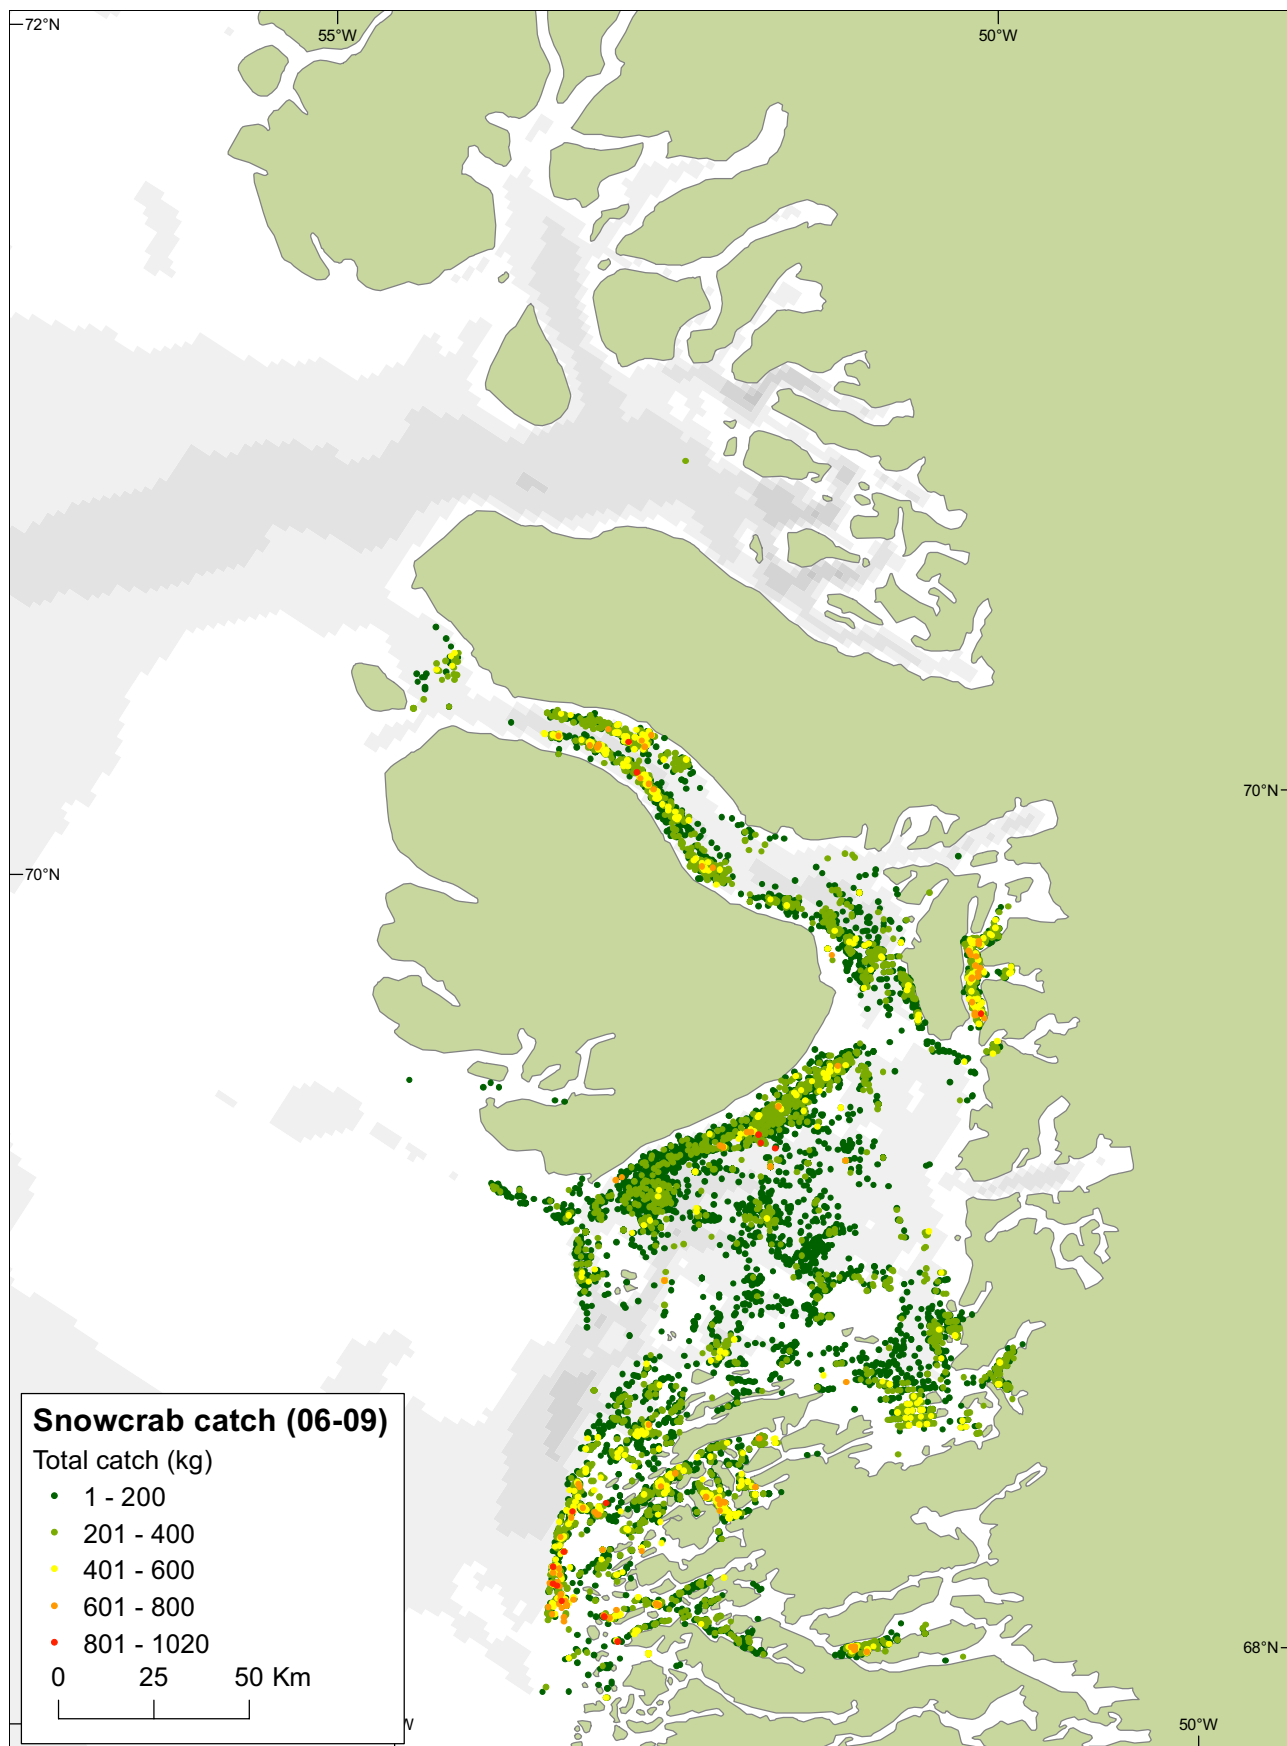 72°N
55°W
50°W
70°N
70°N
Snowcrab catch (06-09)
Total catch (kg)
1 - 200
201 - 400
401 - 600
601 - 800
801 - 1020
0 25 50 Km
68°N
W
50°W